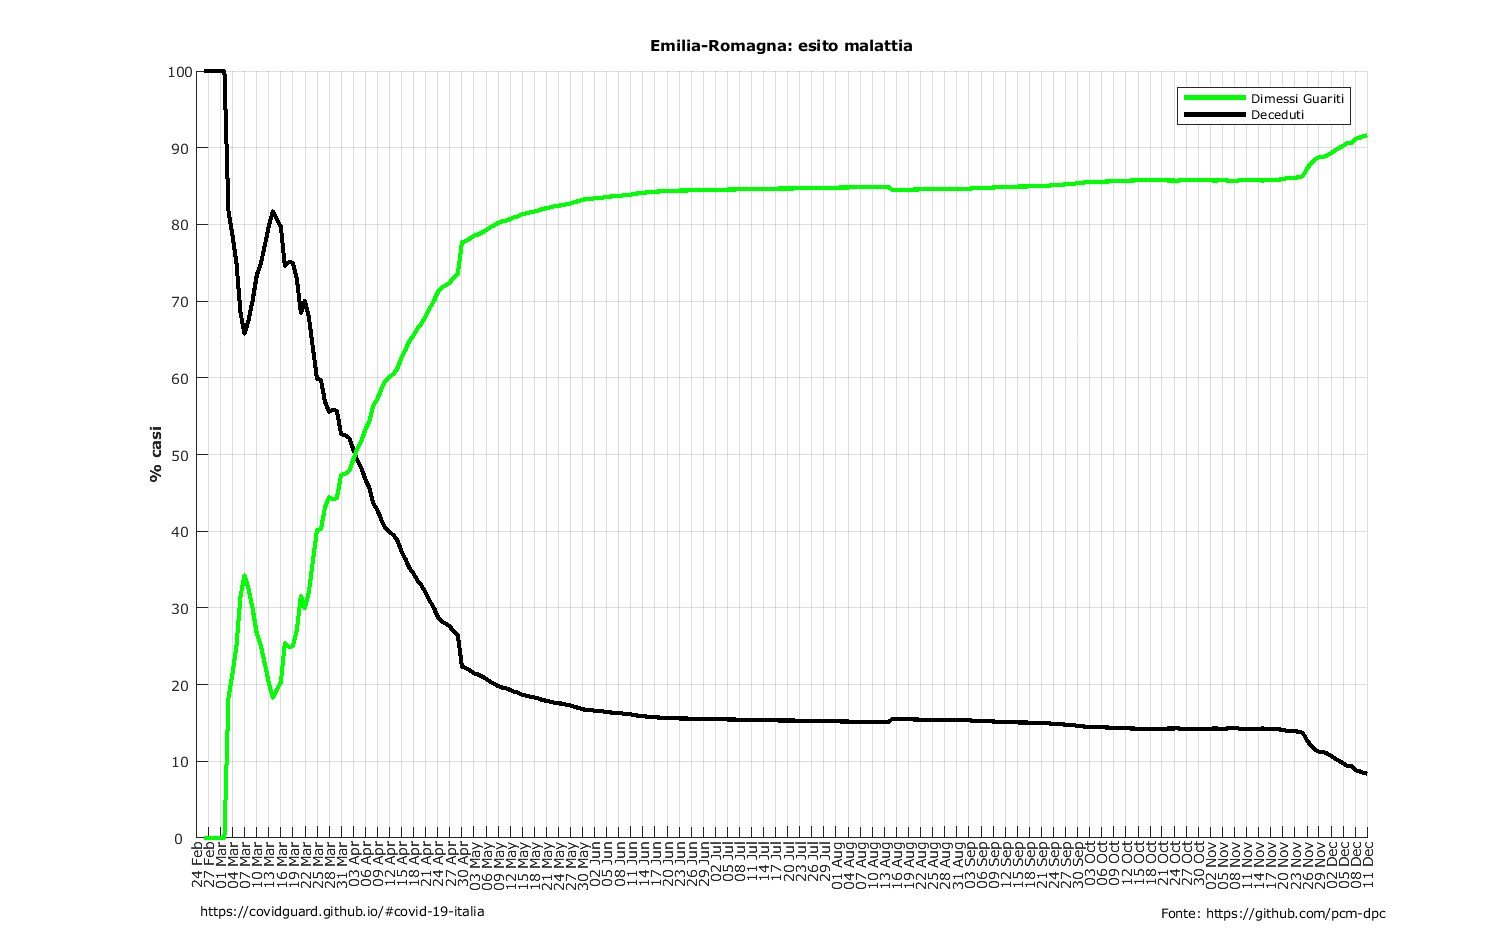 Emilia-Romagna: esito malattia
Dimessi Guariti
Deceduti
% casi
100
90
80
70
60
50
40
30
20
10
0
24 Feb
27 Feb
01 Mar
04 Mar
07 Mar
10 Mar
13 Mar
16 Mar
19 Mar
22 Mar
25 Mar
28 Mar
31 Mar
03 Apr
06 Apr
09 Apr
12 Apr
15 Apr
18 Apr
21 Apr
24 Apr
27 Apr
30 Apr
03 May
06 May
09 May
12 May
15 May
18 May
21 May
24 May
27 May
30 May
02 Jun
05 Jun
08 Jun
11 Jun
14 Jun
17 Jun
20 Jun
23 Jun
26 Jun
29 Jun
02 Jul
05 Jul
08 Jul
11 Jul
14 Jul
17 Jul
20 Jul
23 Jul
26 Jul
29 Jul
01 Aug
04 Aug
07 Aug
10 Aug
13 Aug
16 Aug
19 Aug
22 Aug
25 Aug
28 Aug
31 Aug
03 Sep
06 Sep
09 Sep
12 Sep
15 Sep
18 Sep
21 Sep
24 Sep
27 Sep
30 Sep
03 Oct
06 Oct
09 Oct
12 Oct
15 Oct
18 Oct
21 Oct
24 Oct
27 Oct
30 Oct
02 Nov
05 Nov
08 Nov
11 Nov
14 Nov
17 Nov
20 Nov
23 Nov
26 Nov
29 Nov
02 Dec
05 Dec
08 Dec
11 Dec
https://covidguard.github.io/#covid-19-italia
Fonte: https://github.com/pcm-dpc